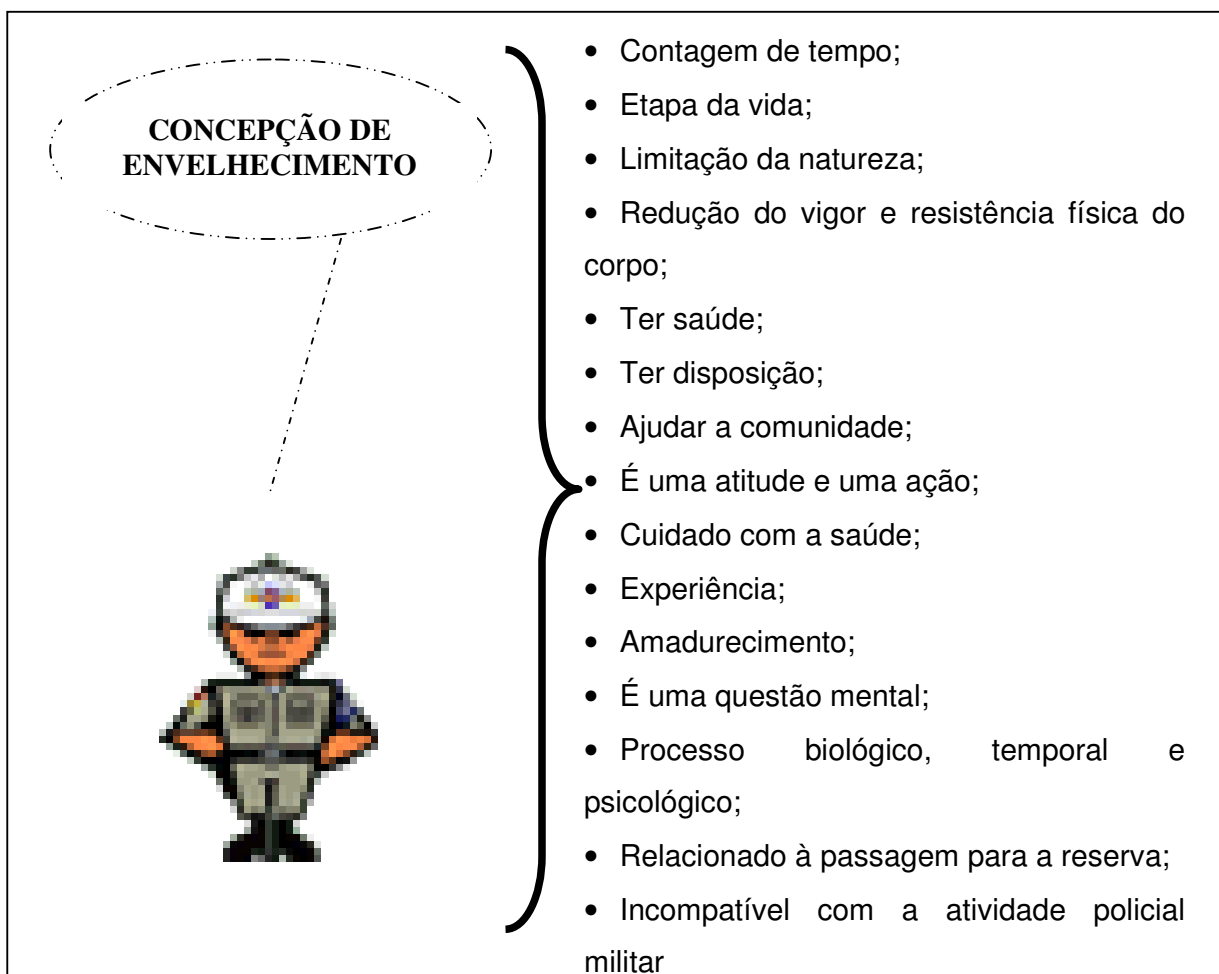 CONCEPÇÃO DE
ENVELHECIMENTO
• Contagem de tempo;
• Etapa da vida;
• Limitação da natureza;
• Redução do vigor e resistência física do
corpo;
• Ter saúde;
• Ter disposição;
• Ajudar a comunidade;
• É uma atitude e uma ação;
• Cuidado com a saúde;
• Experiência;
• Amadurecimento;
• É uma questão mental;
• Processo biológico, temporal e
psicológico;
• Relacionado à passagem para a reserva;
• Incompatível com a atividade policial
militar